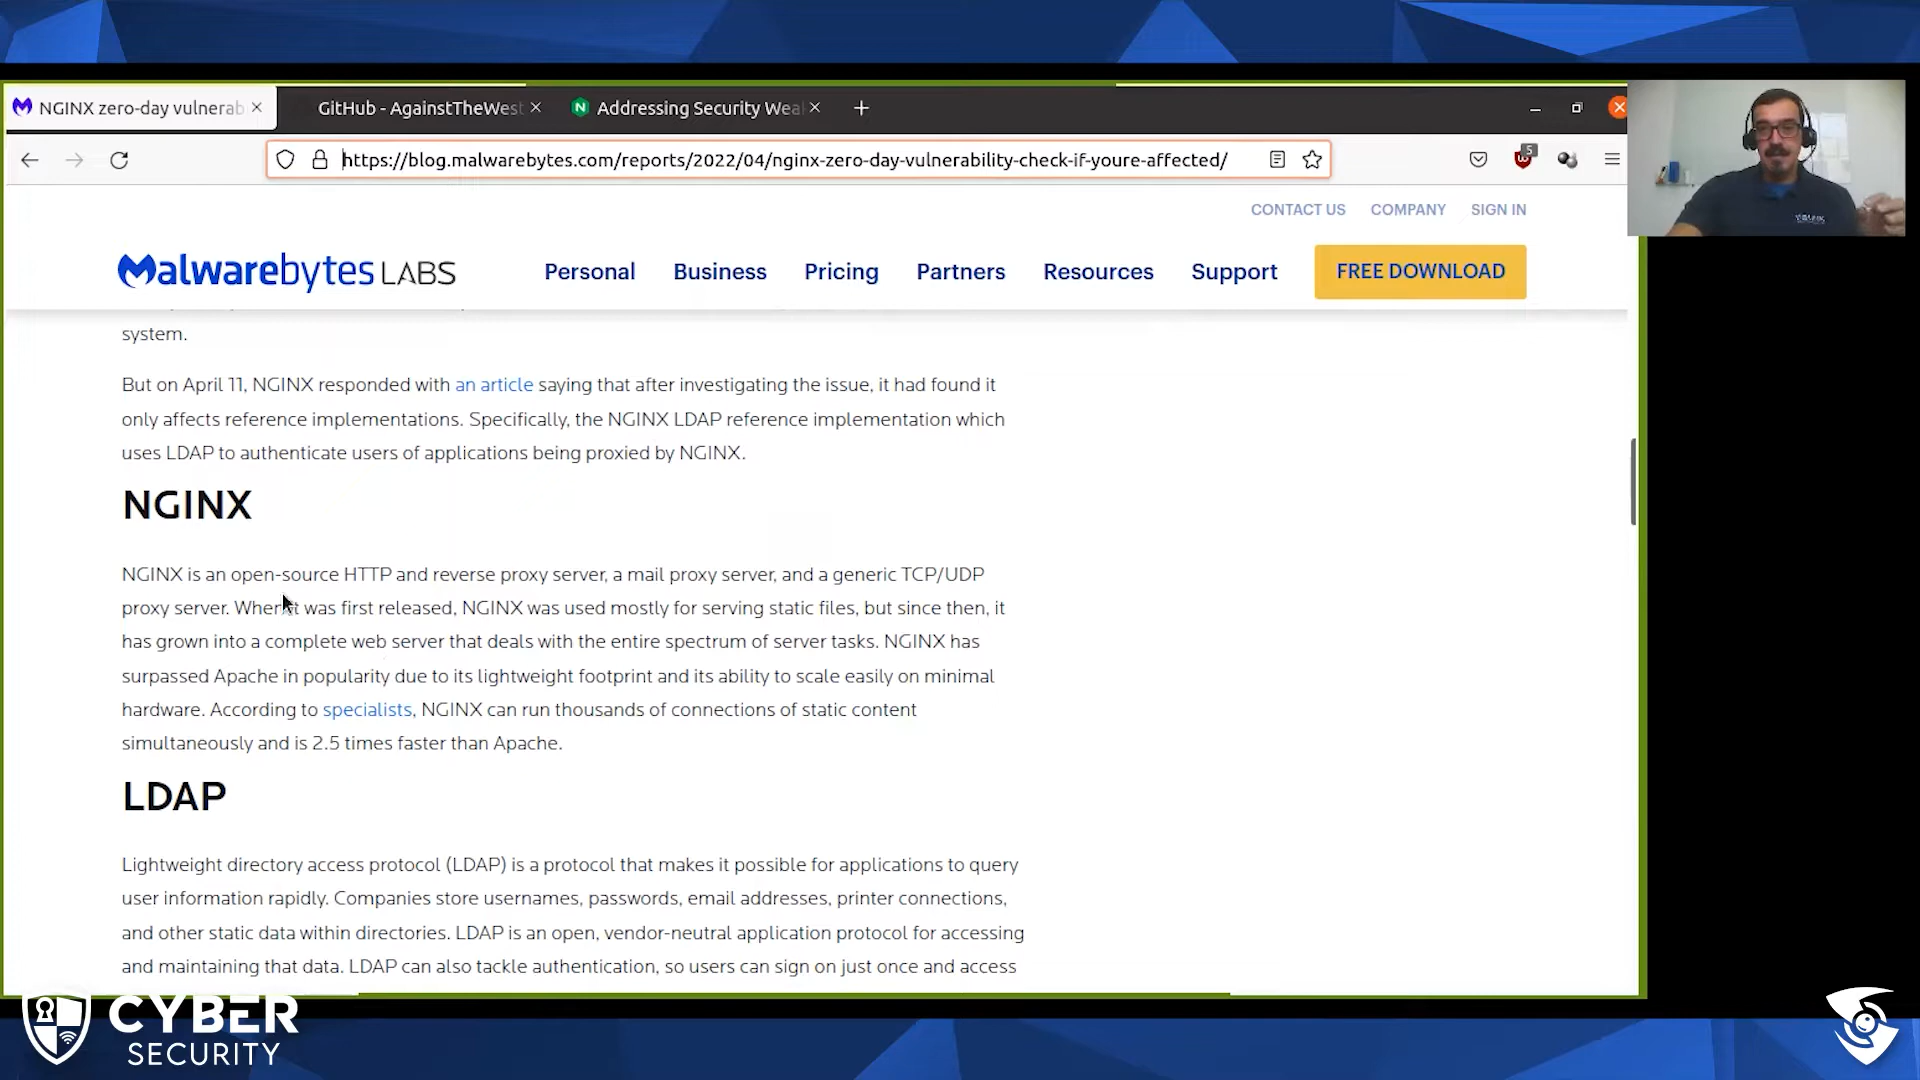 NGINX zero-day vulnerab
GitHub - AgainstTheWest
Addressing Security Wea
https://blog.malwarebytes.com/reports/2022/04/nginx-zero-day-vulnerability-check-if-youre-affected/
5
CONTACT US COMPANY SIGN IN
Malwarebytes LABS
Personal Business Pricing Partners Resources Support FREE DOWNLOAD
system.
But on April 11, NGINX responded with an article saying that after investigating the issue, it had found it
only affects reference implementations. Specifically, the NGINX LDAP reference implementation which
uses LDAP to authenticate users of applications being proxied by NGINX.
NGINX
NGINX is an open-source HTTP and reverse proxy server, a mail proxy server, and a generic TCP/UDP
proxy server. When it was first released, NGINX was used mostly for serving static files, but since then, it
has grown into a complete web server that deals with the entire spectrum of server tasks. NGINX has
surpassed Apache in popularity due to its lightweight footprint and its ability to scale easily on minimal
hardware. According to specialists, NGINX can run thousands of connections of static content
simultaneously and is 2.5 times faster than Apache.
LDAP
Lightweight directory access protocol (LDAP) is a protocol that makes it possible for applications to query
user information rapidly. Companies store usernames, passwords, email addresses, printer connections,
and other static data within directories. LDAP is an open, vendor-neutral application protocol for accessing
and maintaining that data. LDAP can also tackle authentication, so users can sign on just once and access
CYBER
SECURITY